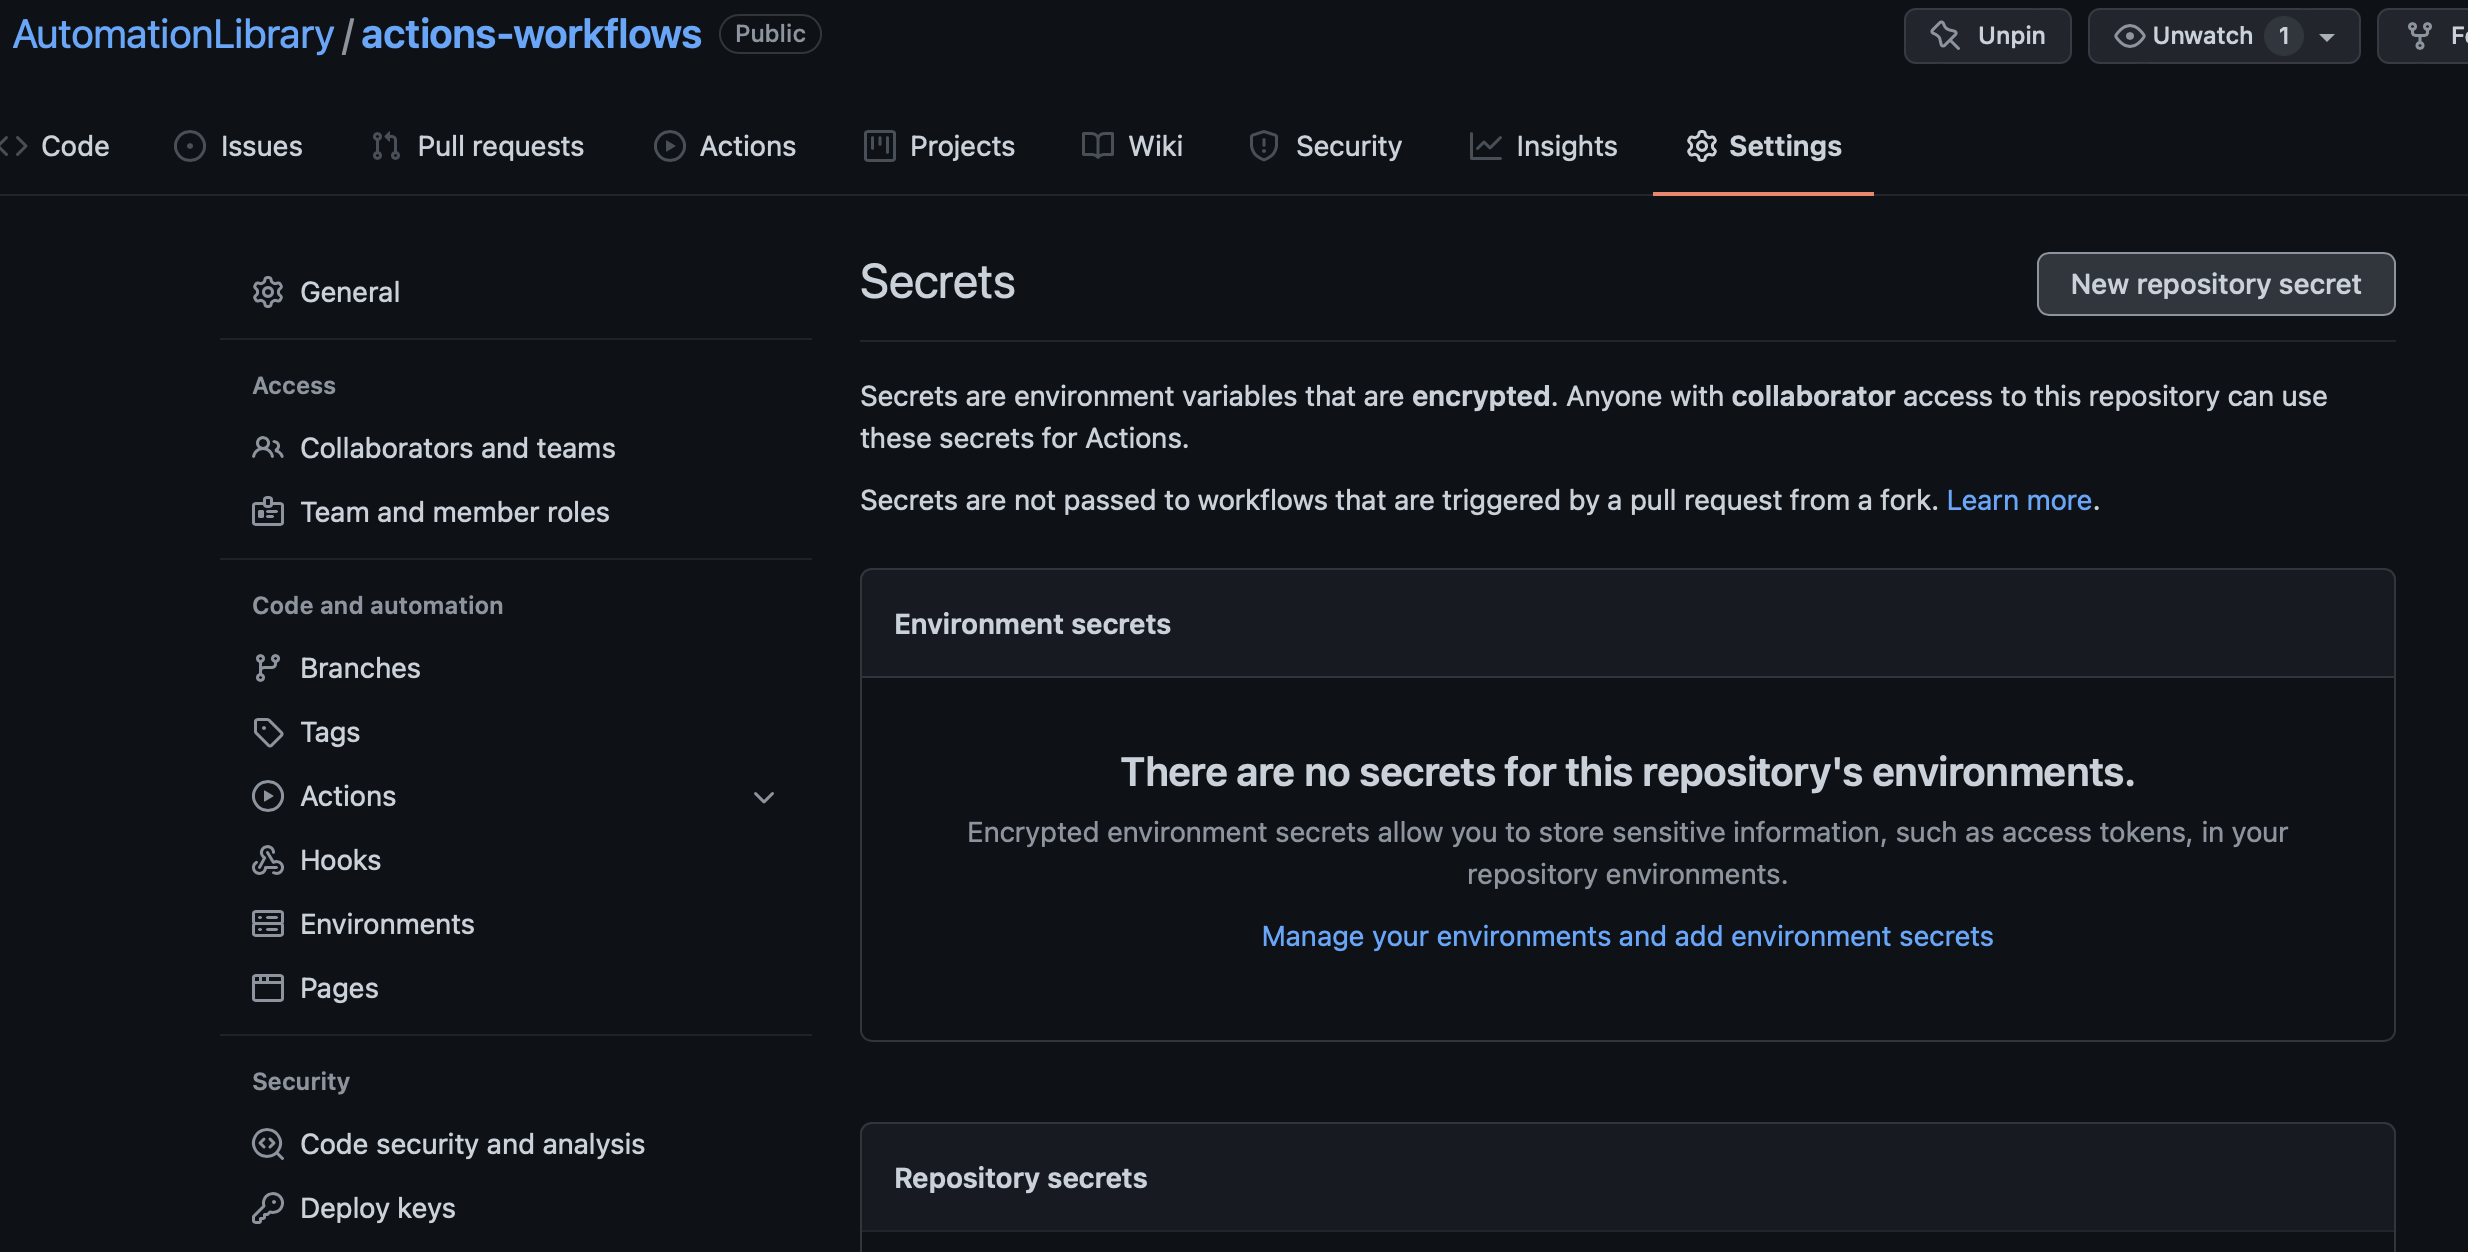 AutomationLibrary / actions-workflows Public
Unpin
Unwatch 1
Code Issues Pull requests Actions Projects Wiki Security Insights Settings
General
Access
Collaborators and teams
Team and member roles
Code and automation
Branches
Tags
Actions
Hooks
Environments
Pages
Security
Code security and analysis
Deploy keys
Secrets
New repository secret
Secrets are environment variables that are encrypted. Anyone with collaborator access to this repository can use
these secrets for Actions.
Secrets are not passed to workflows that are triggered by a pull request from a fork. Learn more.
Environment secrets
There are no secrets for this repository's environments.
Encrypted environment secrets allow you to store sensitive information, such as access tokens, in your
repository environments.
Manage your environments and add environment secrets
Repository secrets